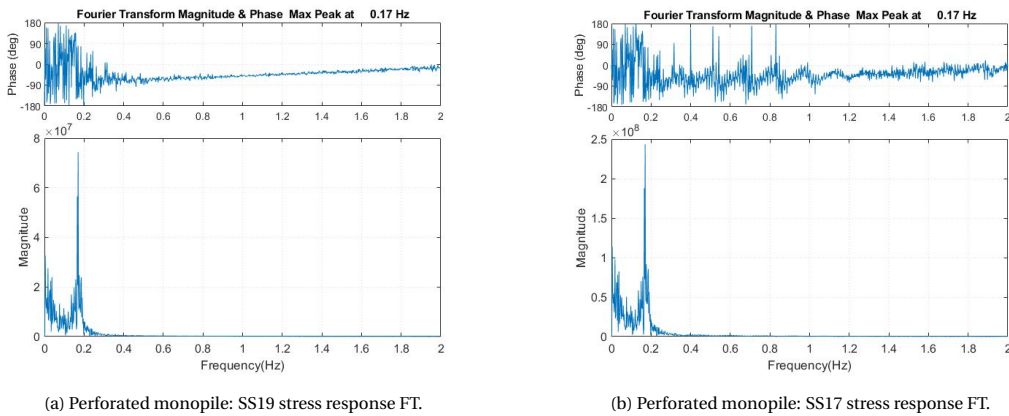 Fourier Transform Magnitude & Phase Max Peak at 0.17 Hz
180
90
0
-90
-180
Phase (deg)
0 0.2 0.4 0.6 0.8 1 1.2 1.4 1.6 1.8 2
×10^7
8
6
4
2
0
Magnitude
0 0.2 0.4 0.6 0.8 1 1.2 1.4 1.6 1.8 2
Frequency(Hz)
(a) Perforated monopile: SS19 stress response FT.
Fourier Transform Magnitude & Phase Max Peak at 0.17 Hz
180
90
0
-90
-180
Phase (deg)
0 0.2 0.4 0.6 0.8 1 1.2 1.4 1.6 1.8 2
×10^8
2.5
2
1.5
1
0.5
0
Magnitude
0 0.2 0.4 0.6 0.8 1 1.2 1.4 1.6 1.8 2
Frequency(Hz)
(b) Perforated monopile: SS17 stress response FT.